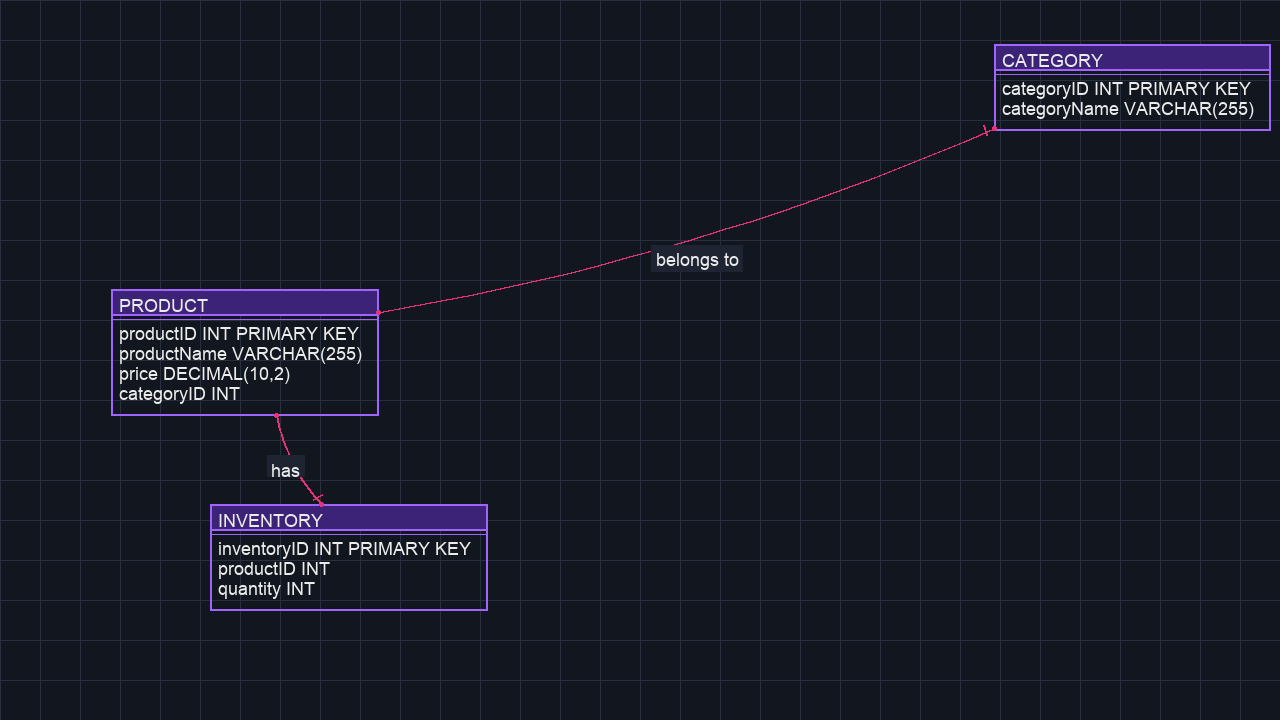 CATEGORY
categoryID INT PRIMARY KEY
categoryName VARCHAR(255)
belongs to
PRODUCT
productID INT PRIMARY KEY
productName VARCHAR(255)
price DECIMAL(10,2)
categoryID INT
has
INVENTORY
inventoryID INT PRIMARY KEY
productID INT
quantity INT